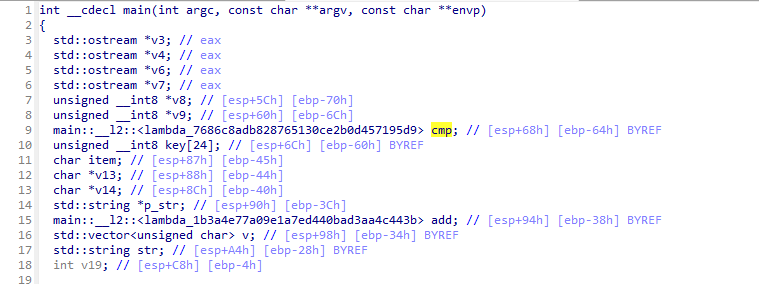 1 int __cdecl main(int argc, const char **argv, const char **envp)
2 {
3 std::ostream *v3; // eax
4 std::ostream *v4; // eax
5 std::ostream *v6; // eax
6 std::ostream *v7; // eax
7 unsigned __int8 *v8; // [esp+5Ch] [ebp-70h]
8 unsigned __int8 *v9; // [esp+60h] [ebp-6Ch]
9 main::__l2::<lambda_7686c8adb828765130ce2b0d457195d9> cmp; // [esp+68h] [ebp-64h] BYREF
10 unsigned __int8 key[24]; // [esp+6Ch] [ebp-60h] BYREF
11 char item; // [esp+87h] [ebp-45h]
12 char *v13; // [esp+88h] [ebp-44h]
13 char *v14; // [esp+8Ch] [ebp-40h]
14 std::string *p_str; // [esp+90h] [ebp-3Ch]
15 main::__l2::<lambda_1b3a4e77a09e1a7ed440bad3aa4c443b> add; // [esp+94h] [ebp-38h] BYREF
16 std::vector<unsigned char> v; // [esp+98h] [ebp-34h] BYREF
17 std::string str; // [esp+A4h] [ebp-28h] BYREF
18 int v19; // [esp+C8h] [ebp-4h]
19